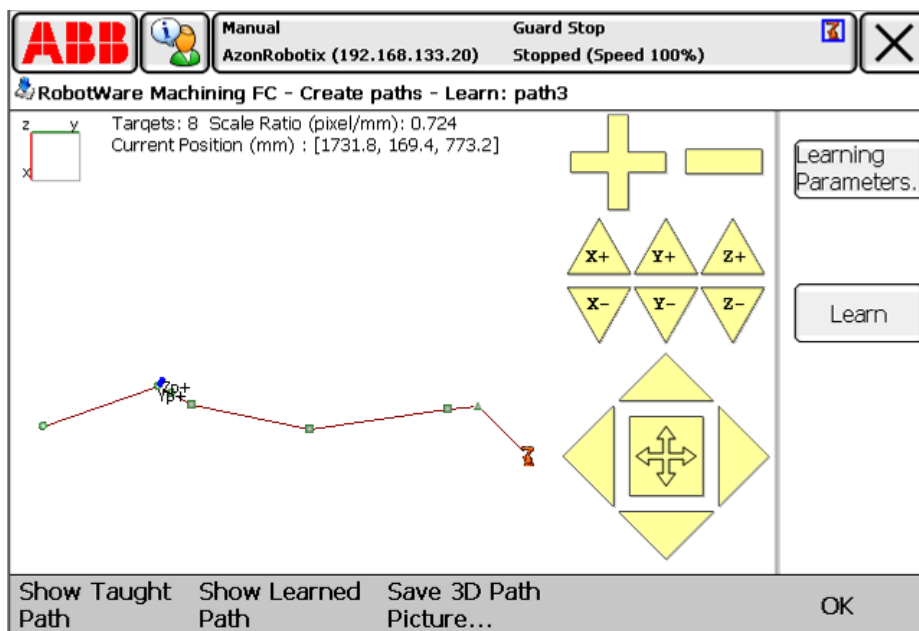 ABB
Manual
Guard Stop
AzonRobotix (192.168.133.20)
Stopped (Speed 100%)
RobotWare Machining FC - Create paths - Learn: path3
z y
x
Targets: 8 Scale Ratio (pixel/mm): 0.724
Current Position (mm) : [1731.8, 169.4, 773.2]
Learning
Parameters.
X+ Y+ Z+
X- Y- Z-
Learn
Zp+
Yp+
Show Taught
Path
Show Learned
Path
Save 3D Path
Picture...
OK